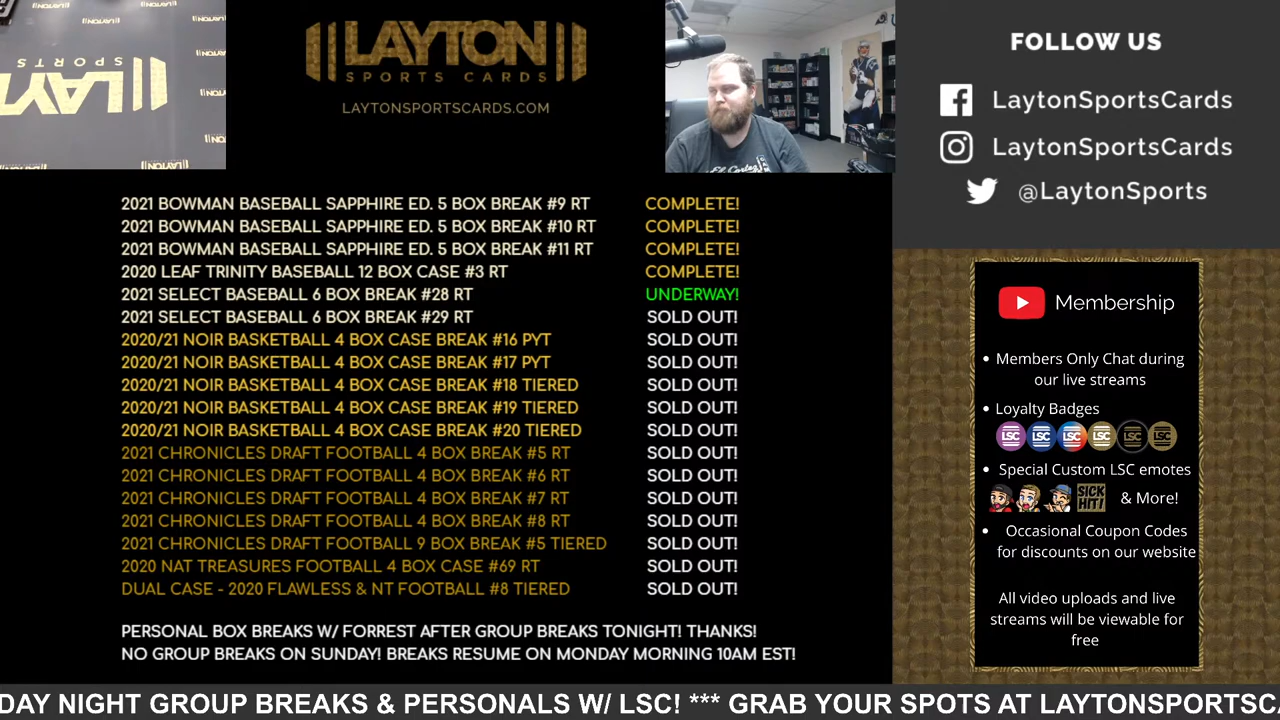 LAYTON
SPORTS CARDS
LAYTONSPORTSCARDS.COM
LAYTON
SPORTS
FOLLOW US
LaytonSportsCards
LaytonSportsCards
@LaytonSports
2021 BOWMAN BASEBALL SAPPHIRE ED. 5 BOX BREAK #9 RT COMPLETE!
2021 BOWMAN BASEBALL SAPPHIRE ED. 5 BOX BREAK #10 RT COMPLETE!
2021 BOWMAN BASEBALL SAPPHIRE ED. 5 BOX BREAK #11 RT COMPLETE!
2020 LEAF TRINITY BASEBALL 12 BOX CASE #3 RT COMPLETE!
2021 SELECT BASEBALL 6 BOX BREAK #28 RT UNDERWAY!
2021 SELECT BASEBALL 6 BOX BREAK #29 RT SOLD OUT!
2020/21 NOIR BASKETBALL 4 BOX CASE BREAK #16 PYT SOLD OUT!
2020/21 NOIR BASKETBALL 4 BOX CASE BREAK #17 PYT SOLD OUT!
2020/21 NOIR BASKETBALL 4 BOX CASE BREAK #18 TIERED SOLD OUT!
2020/21 NOIR BASKETBALL 4 BOX CASE BREAK #19 TIERED SOLD OUT!
2020/21 NOIR BASKETBALL 4 BOX CASE BREAK #20 TIERED SOLD OUT!
2021 CHRONICLES DRAFT FOOTBALL 4 BOX BREAK #5 RT SOLD OUT!
2021 CHRONICLES DRAFT FOOTBALL 4 BOX BREAK #6 RT SOLD OUT!
2021 CHRONICLES DRAFT FOOTBALL 4 BOX BREAK #7 RT SOLD OUT!
2021 CHRONICLES DRAFT FOOTBALL 4 BOX BREAK #8 RT SOLD OUT!
2021 CHRONICLES DRAFT FOOTBALL 9 BOX BREAK #5 TIERED SOLD OUT!
2020 NAT TREASURES FOOTBALL 4 BOX CASE #69 RT SOLD OUT!
DUAL CASE - 2020 FLAWLESS & NT FOOTBALL #8 TIERED SOLD OUT!
PERSONAL BOX BREAKS W/ FORREST AFTER GROUP BREAKS TONIGHT! THANKS!
NO GROUP BREAKS ON SUNDAY! BREAKS RESUME ON MONDAY MORNING 10AM EST!
Membership
• Members Only Chat during
our live streams
• Loyalty Badges
LSC LSC LSC LSC LSC LSC
• Special Custom LSC emotes
SICK HIT! & More!
• Occasional Coupon Codes
for discounts on our website
All video uploads and live
streams will be viewable for
free
DAY NIGHT GROUP BREAKS & PERSONALS W/ LSC! *** GRAB YOUR SPOTS AT LAYTONSPORTSCA